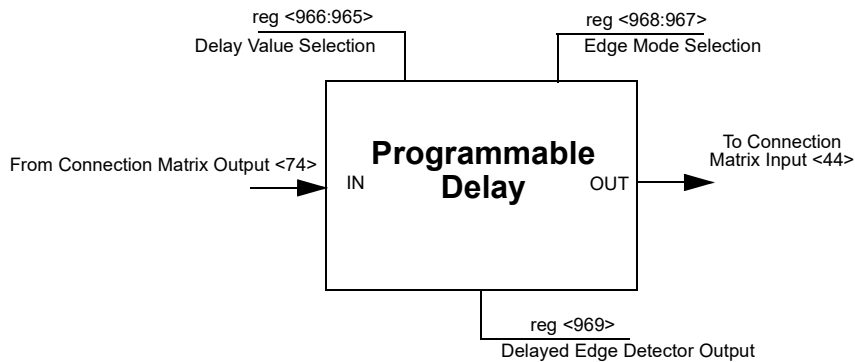 reg <966:965>
Delay Value Selection
reg <968:967>
Edge Mode Selection
From Connection Matrix Output <74>
IN
Programmable
Delay
OUT
To Connection
Matrix Input <44>
reg <969>
Delayed Edge Detector Output